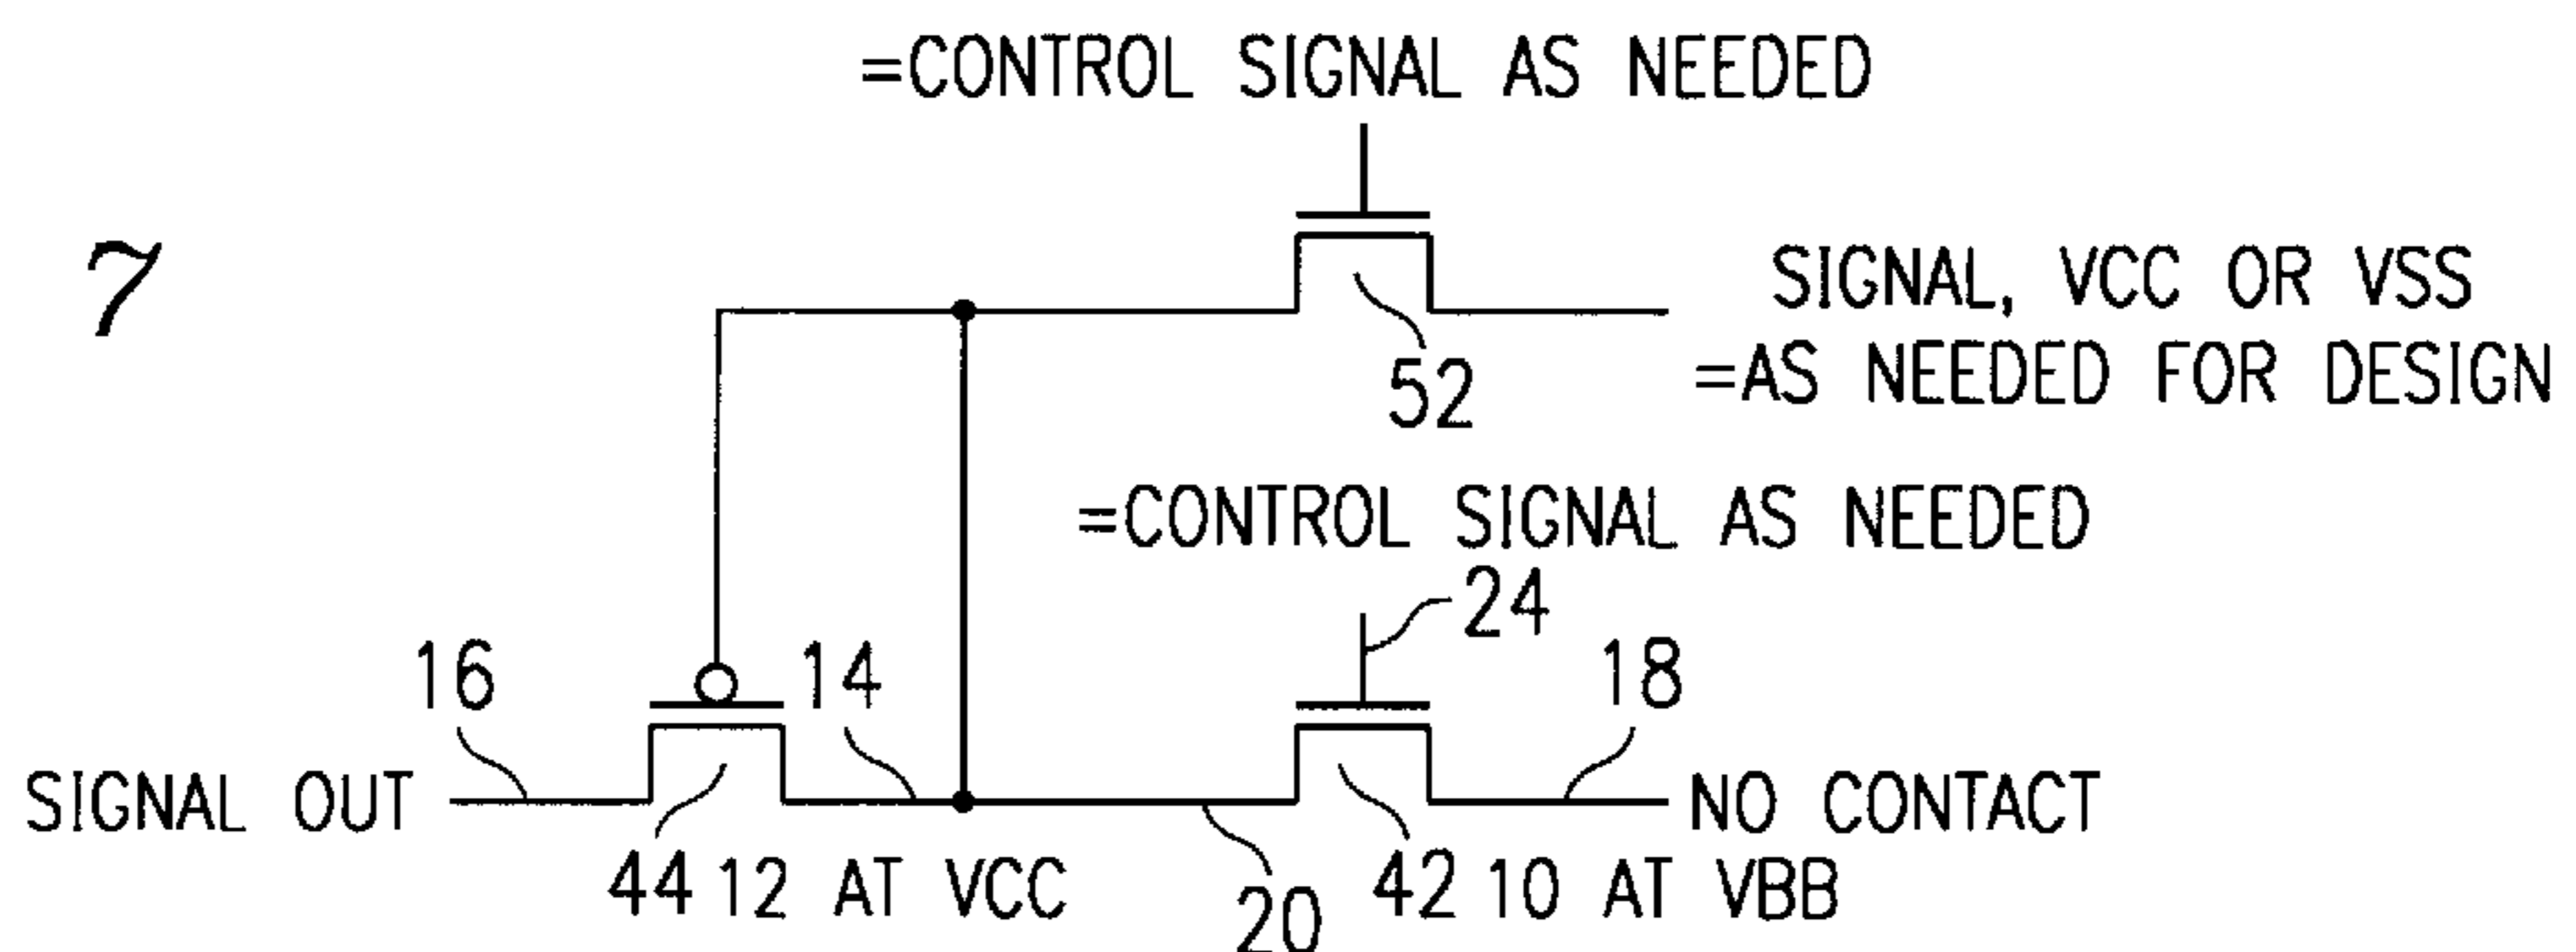 =CONTROL SIGNAL AS NEEDED
7
SIGNAL, VCC OR VSS
52
=AS NEEDED FOR DESIGN
=CONTROL SIGNAL AS NEEDED
24
16
14
18
SIGNAL OUT
NO CONTACT
44 12 AT VCC
20
42 10 AT VBB